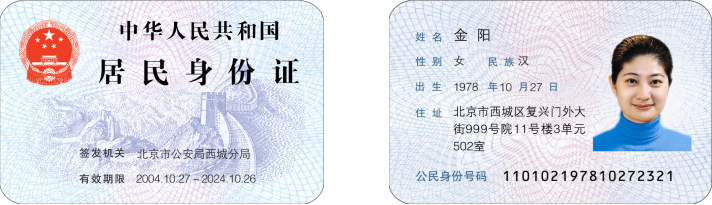 中华人民共和国
居民身份证
签发机关 北京市公安局西城分局
有效期限 2004.10.27-2024.10.26
姓名 金阳
性别 女 民族 汉
出生 1978 年 10 月 27 日
住址 北京市西城区复兴门外大
街999号院11号楼3单元
502室
公民身份号码 110102197810272321